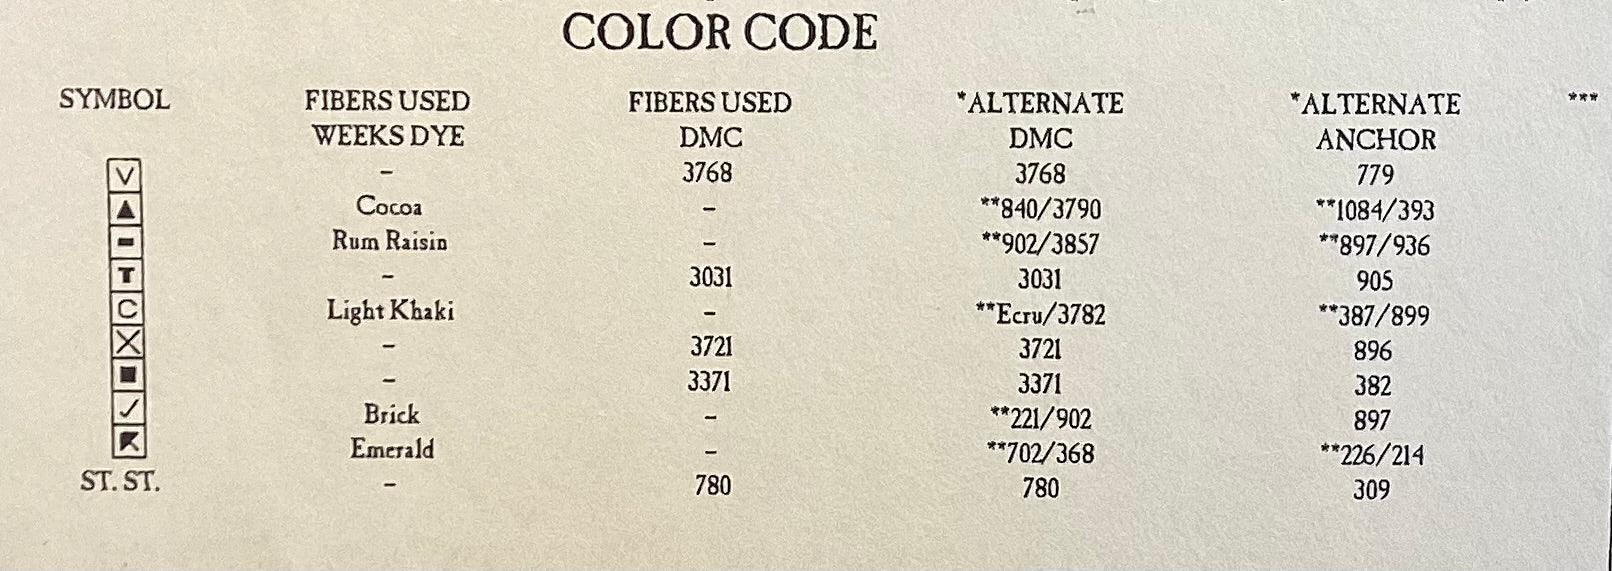 COLOR CODE
SYMBOL FIBERS USED FIBERS USED *ALTERNATE *ALTERNATE ***
WEEKS DYE DMC DMC ANCHOR
V – 3768 3768 779
▲ Cocoa – **840/3790 **1084/393
- Rum Raisin – **902/3857 **897/936
T – 3031 3031 905
C Light Khaki – **Ecru/3782 **387/899
X – 3721 3721 896
■ – 3371 3371 382
✓ Brick – **221/902 897
◤ Emerald – **702/368 **226/214
ST. ST. – 780 780 309